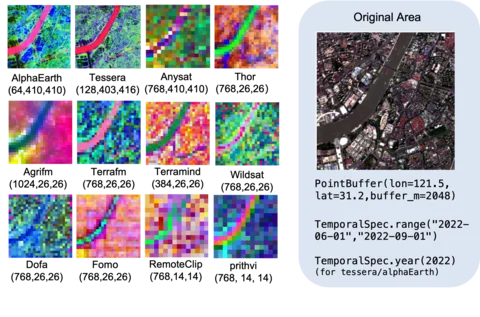 Original Area
AlphaEarth
(64,410,410)
Tessera
(128,403,416)
Anysat
(768,410,410)
Thor
(768,26,26)
Agrifm
(1024,26,26)
Terrafm
(768,26,26)
Terramind
(384,26,26)
Wildsat
(768,26,26)
Dofa
(768,26,26)
Fomo
(768,26,26)
RemoteClip
(768,14,14)
prithvi
(768, 14, 14)
PointBuffer(lon=121.5,
lat=31.2,buffer_m=2048)
TemporalSpec.range("2022-
06-01","2022-09-01")
TemporalSpec.year(2022)
(for tessera/alphaEarth)